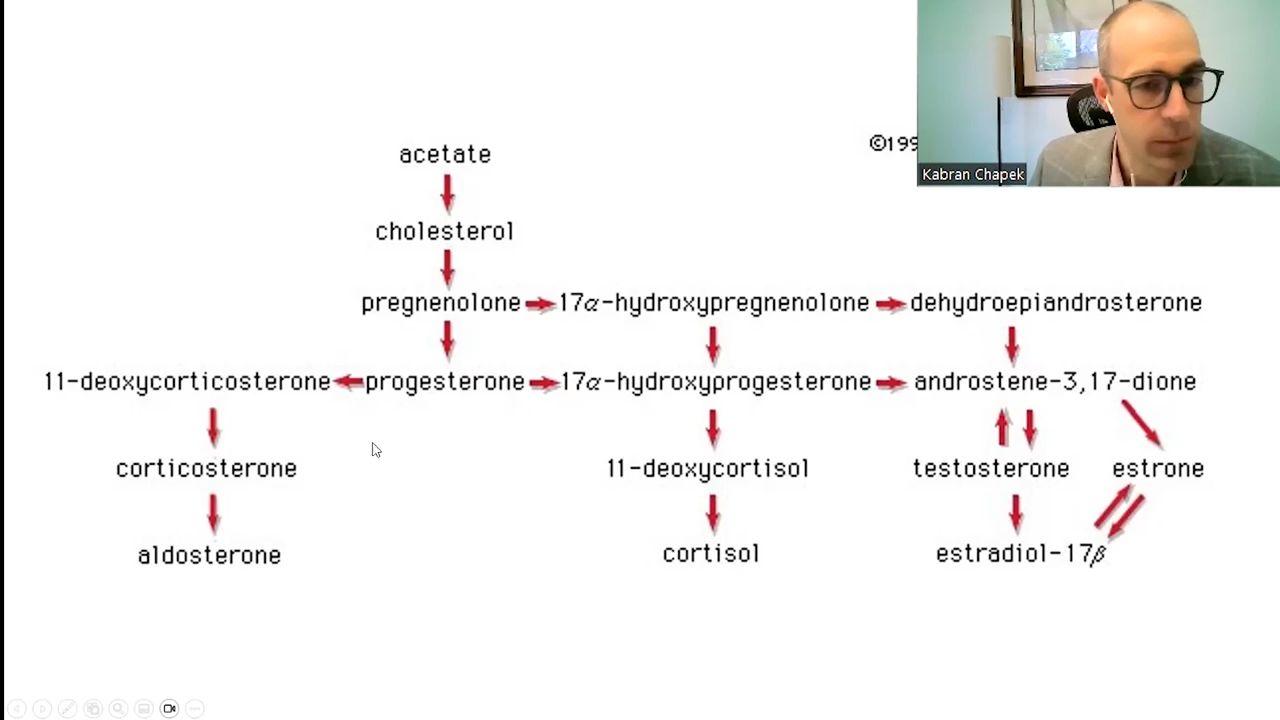 acetate
©199
Kabran Chapek
cholesterol
pregnenolone 17α-hydroxypregnenolone dehydroepiandrosterone
11-deoxycorticosterone progesterone 17α-hydroxyprogesterone androstene-3,17-dione
corticosterone 11-deoxycortisol testosterone estrone
aldosterone cortisol estradiol-17β